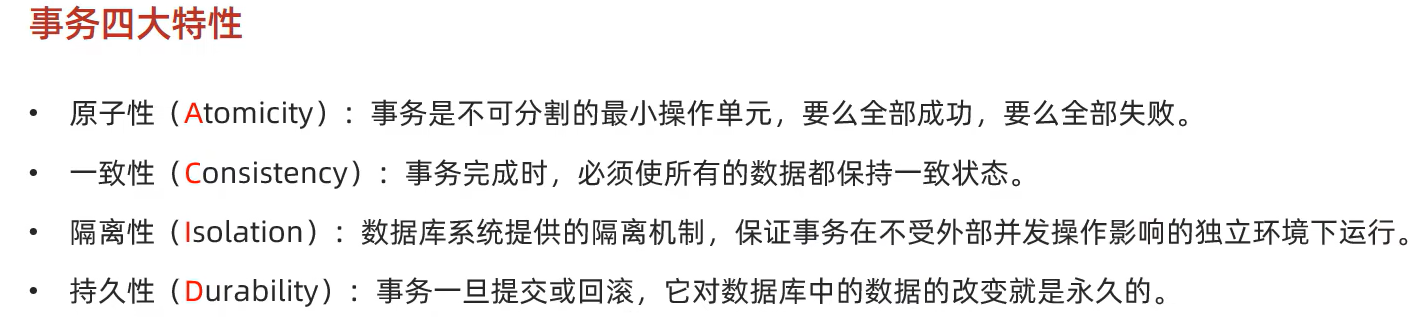 事务四大特性
• 原子性（Atomicity）：事务是不可分割的最小操作单元，要么全部成功，要么全部失败。
• 一致性（Consistency）：事务完成时，必须使所有的数据都保持一致状态。
• 隔离性（Isolation）：数据库系统提供的隔离机制，保证事务在不受外部并发操作影响的独立环境下运行。
• 持久性（Durability）：事务一旦提交或回滚，它对数据库中的数据的改变就是永久的。